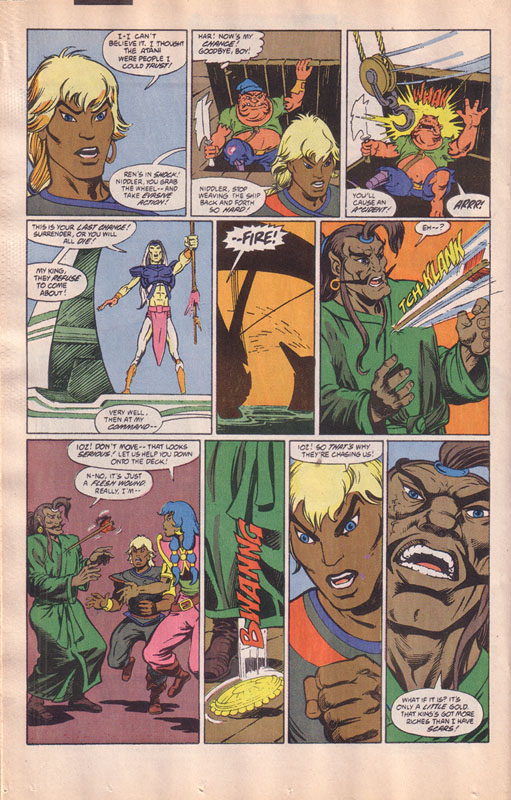 I-I CAN'T
BELIEVE IT. I THOUGHT
THE ATANI
WERE PEOPLE I
COULD TRUST!
REN'S IN SHOCK!
NIDDLER, YOU GRAB
THE WHEEL-- AND
TAKE EVASIVE
ACTION!
HAR! NOW'S MY
CHANCE!
GOODBYE, BOY!
NIDDLER, STOP
WEAVING THE SHIP
BACK AND FORTH
SO HARD!
WHAK!
YOU'LL
CAUSE AN
ACCIDENT!
ARRR!
THIS IS YOUR LAST CHANCE!
SURRENDER, OR YOU WILL
ALL DIE!
MY KING,
THEY REFUSE
TO COME
ABOUT!
VERY WELL,
THEN AT MY
COMMAND--
--FIRE!
EH--?
TCH-KLANK
IOZ! DON'T MOVE-- THAT LOOKS
SERIOUS! LET US HELP YOU DOWN
ONTO THE DECK!
N-NO, IT'S JUST
A FLESH WOUND.
REALLY, I'M--
BWANNG
IOZ! SO THAT'S WHY
THEY'RE CHASING US!
WHAT IF IT IS? IT'S
ONLY A LITTLE GOLD.
THAT KING'S GOT MORE
RICHES THAN I HAVE
SCARS!